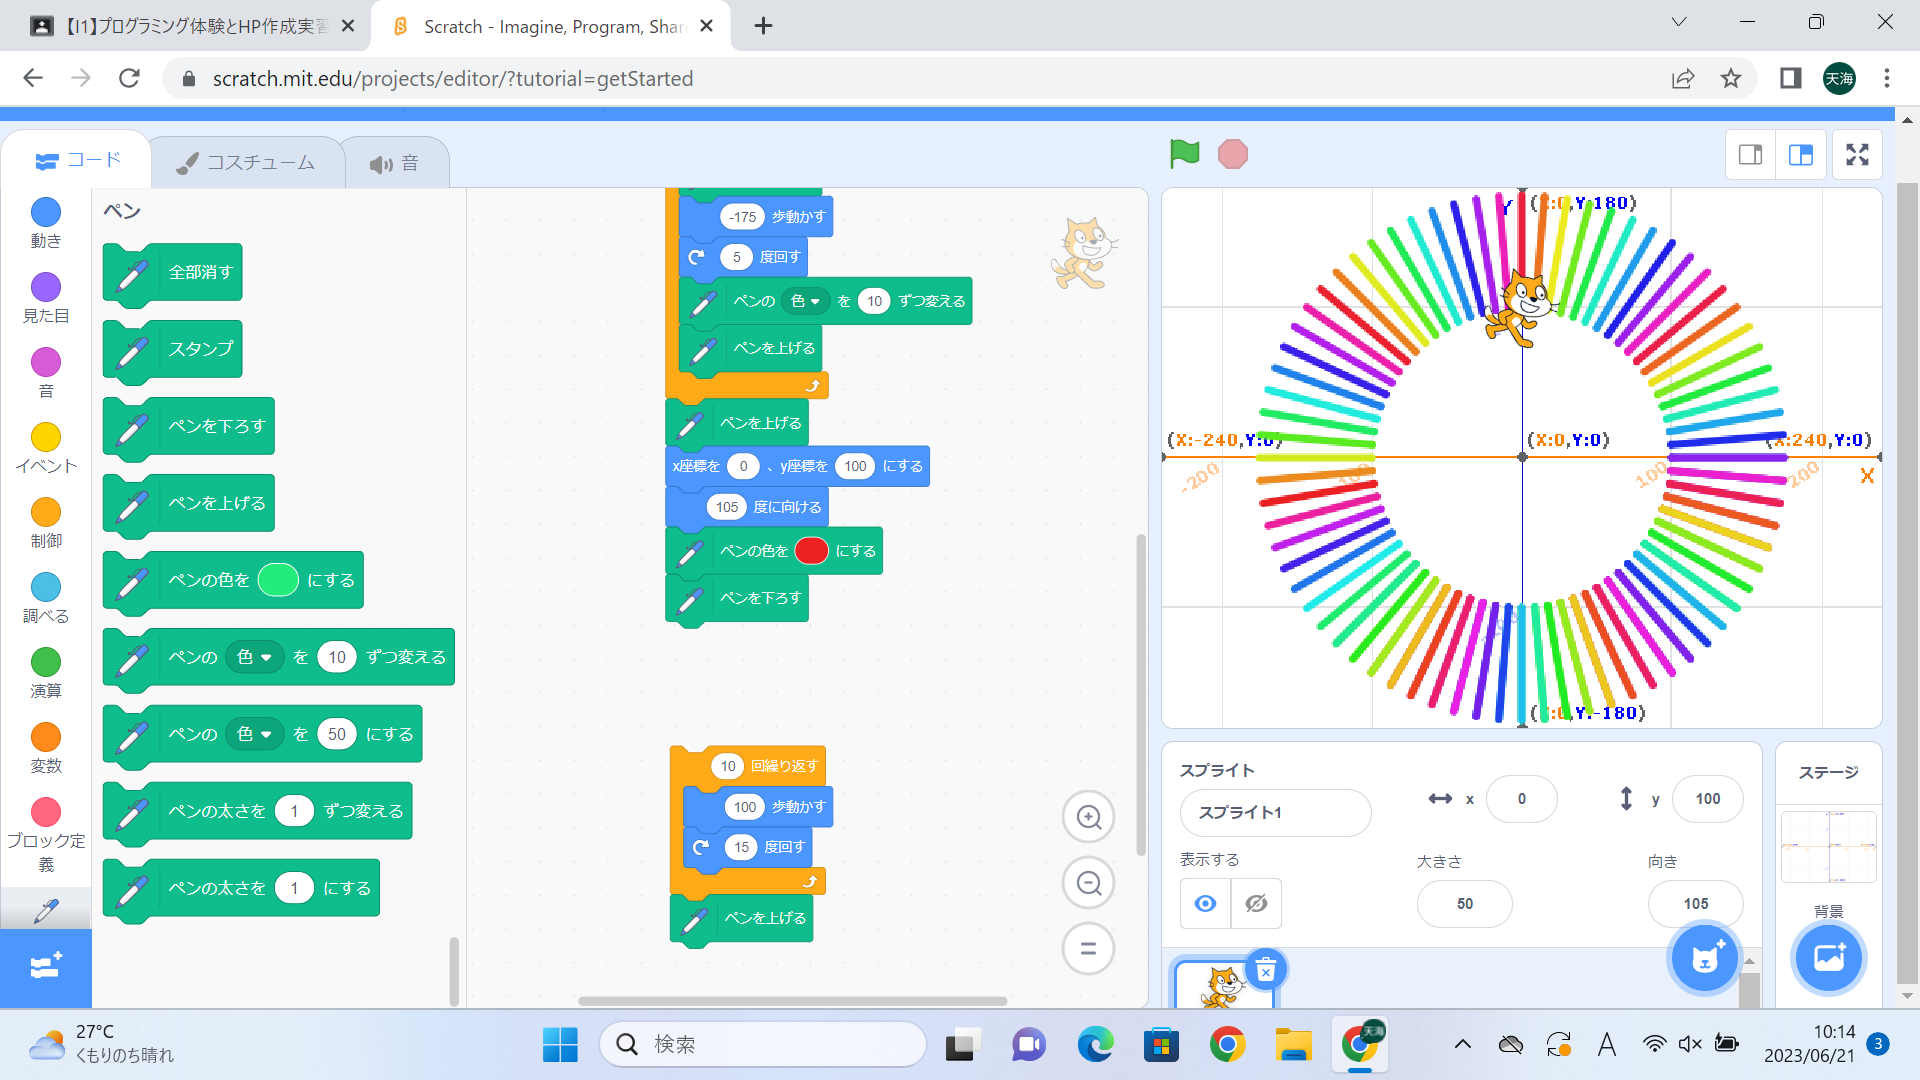 【I1】プログラミング体験とHP作成実習
Scratch - Imagine, Program, Shar
scratch.mit.edu/projects/editor/?tutorial=getStarted
天海
コード
コスチューム
音
動き
見た目
音
イベント
制御
調べる
演算
変数
ブロック定
義
ペン
全部消す
スタンプ
ペンを下ろす
ペンを上げる
ペンの色を にする
ペンの 色 を 10 ずつ変える
ペンの 色 を 50 にする
ペンの太さを 1 ずつ変える
ペンの太さを 1 にする
-175 歩動かす
5 度回す
ペンの 色 を 10 ずつ変える
ペンを上げる
ペンを上げる
x座標を 0 、y座標を 100 にする
105 度に向ける
ペンの色を にする
ペンを下ろす
10 回繰り返す
100 歩動かす
15 度回す
ペンを上げる
Y
(X:0,Y:180)
(X:-240,Y:0)
(X:0,Y:0)
(X:240,Y:0)
-200
100
200
X
(X:0,Y:-180)
スプライト
スプライト1
x
0
y
100
表示する
大きさ
50
向き
105
ステージ
背景
27°C
くもりのち晴れ
検索
天海
A
10:14
2023/06/21
3